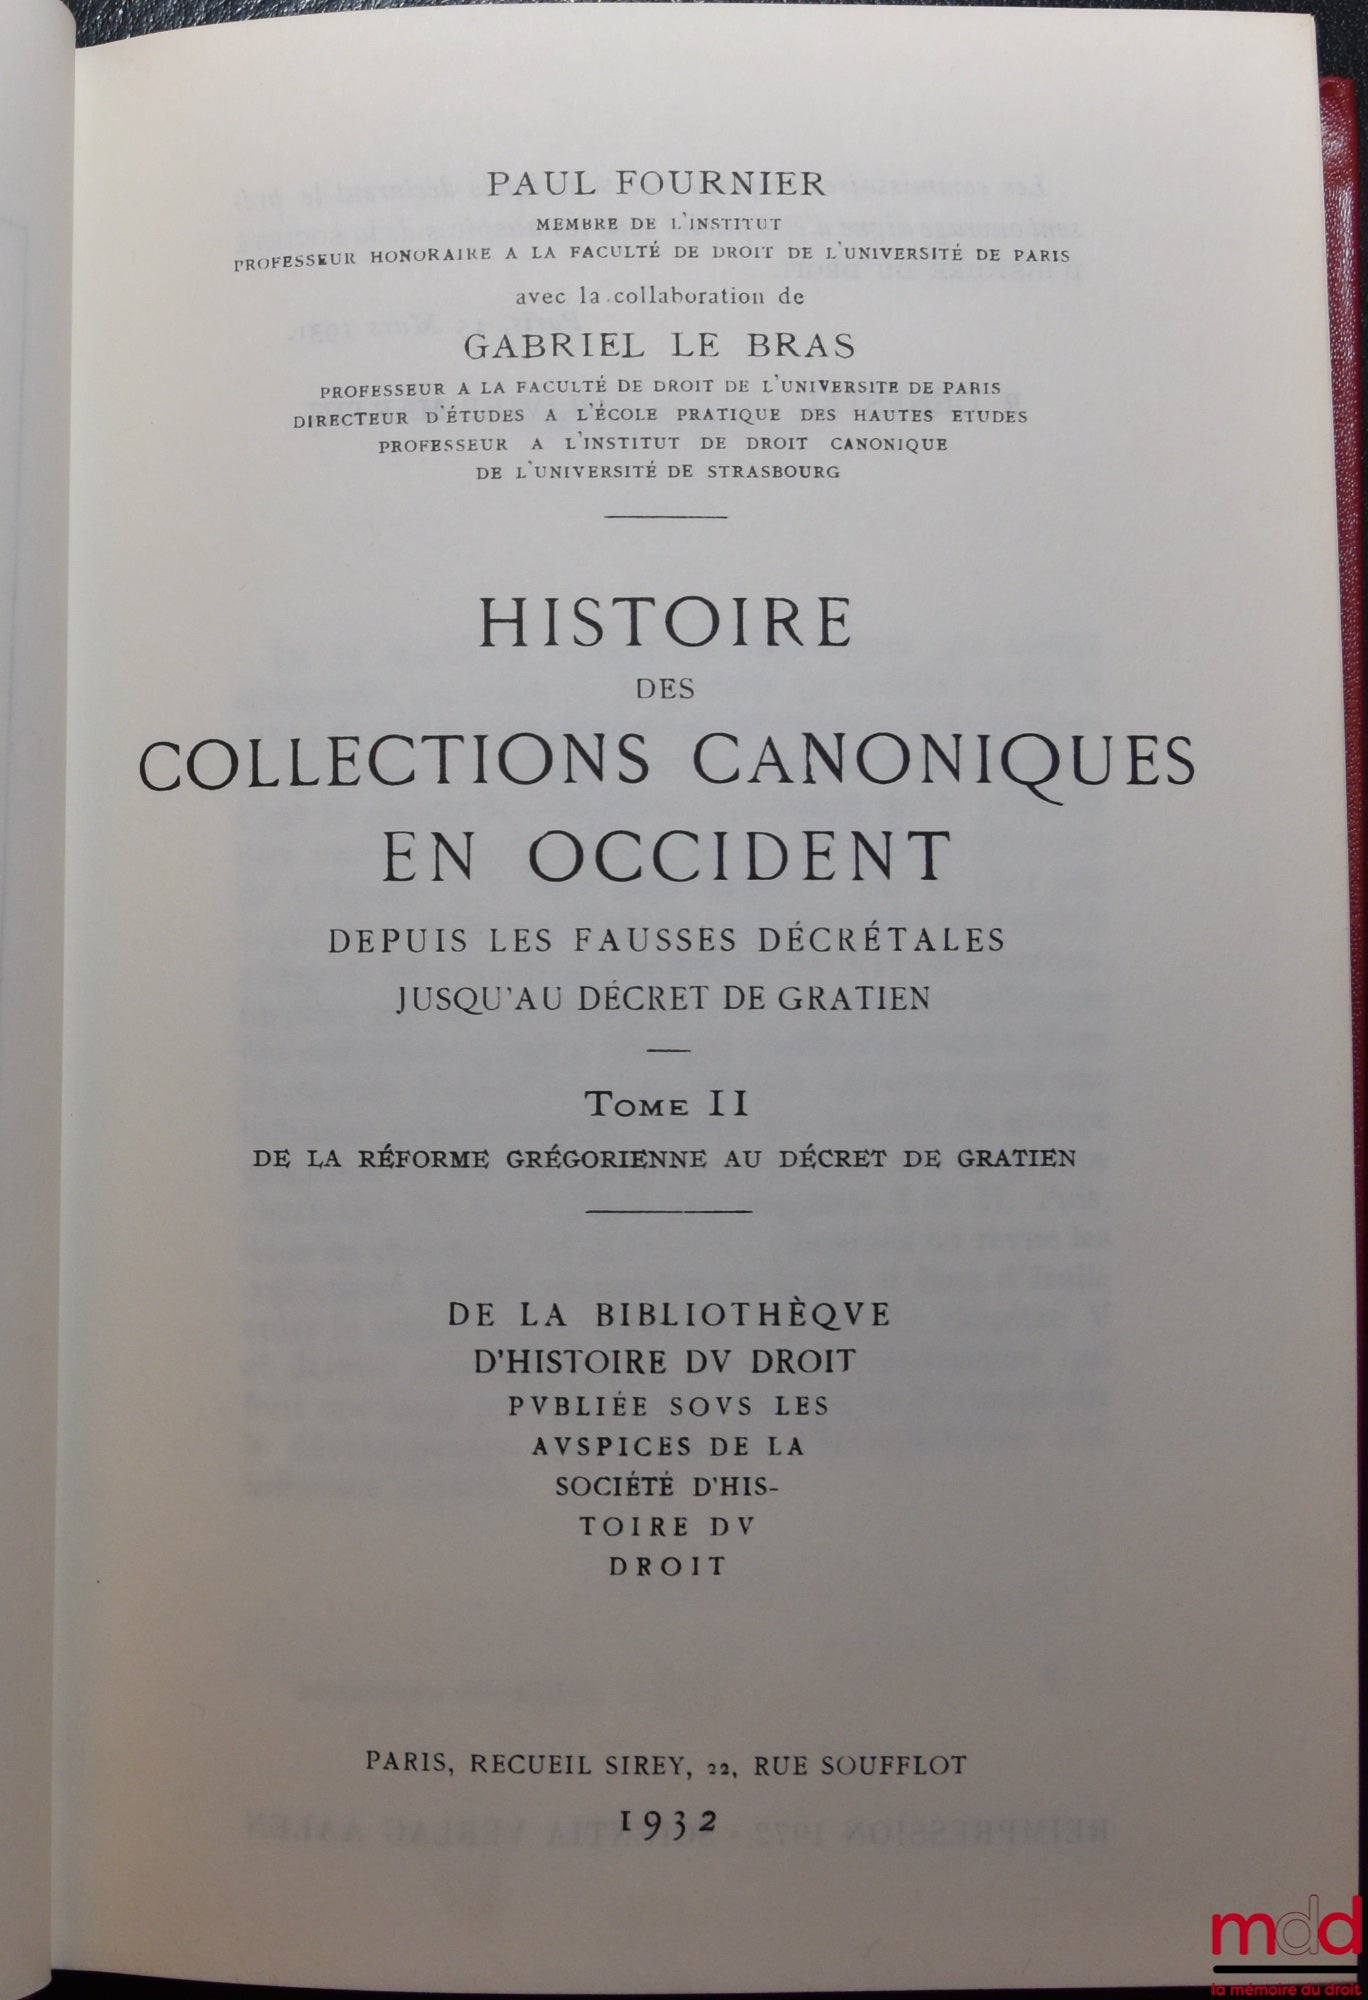 PAUL FOURNIER
MEMBRE DE L'INSTITUT
PROFESSEUR HONORAIRE A LA FACULTÉ DE DROIT DE L'UNIVERSITÉ DE PARIS
avec la collaboration de
GABRIEL LE BRAS
PROFESSEUR A LA FACULTÉ DE DROIT DE L'UNIVERSITE DE PARIS
DIRECTEUR D'ÉTUDES A L'ÉCOLE PRATIQUE DES HAUTES ETUDES
PROFESSEUR A L'INSTITUT DE DROIT CANONIQUE
DE L'UNIVERSITÉ DE STRASBOURG
HISTOIRE
DES
COLLECTIONS CANONIQUES
EN OCCIDENT
DEPUIS LES FAUSSES DÉCRÉTALES
JUSQU'AU DÉCRET DE GRATIEN
TOME II
DE LA RÉFORME GRÉGORIENNE AU DÉCRET DE GRATIEN
DE LA BIBLIOTHÈQVE
D'HISTOIRE DV DROIT
PVBLIÉE SOVS LES
AVSPICES DE LA
SOCIÉTÉ D'HIS-
TOIRE DV
DROIT
PARIS, RECUEIL SIREY, 22, RUE SOUFFLOT
1932
REIMPRESSION 1972 · SCIENTIA VERLAG AALEN
mdd
la mémoire du droit